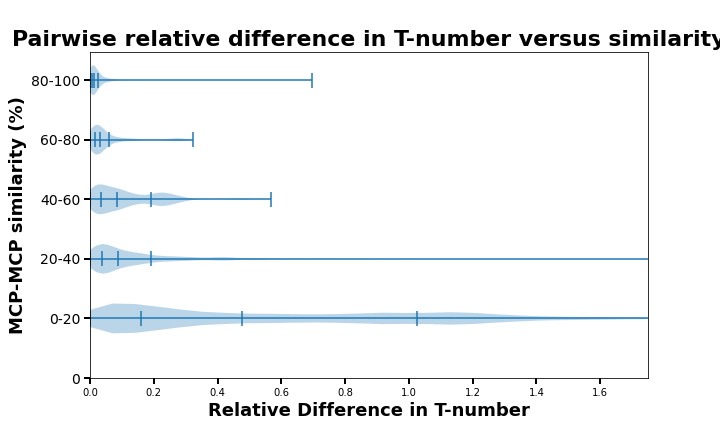 Pairwise relative difference in T-number versus similarity
MCP-MCP similarity (%)
80-100
60-80
40-60
20-40
0-20
0
0.0 0.2 0.4 0.6 0.8 1.0 1.2 1.4 1.6
Relative Difference in T-number